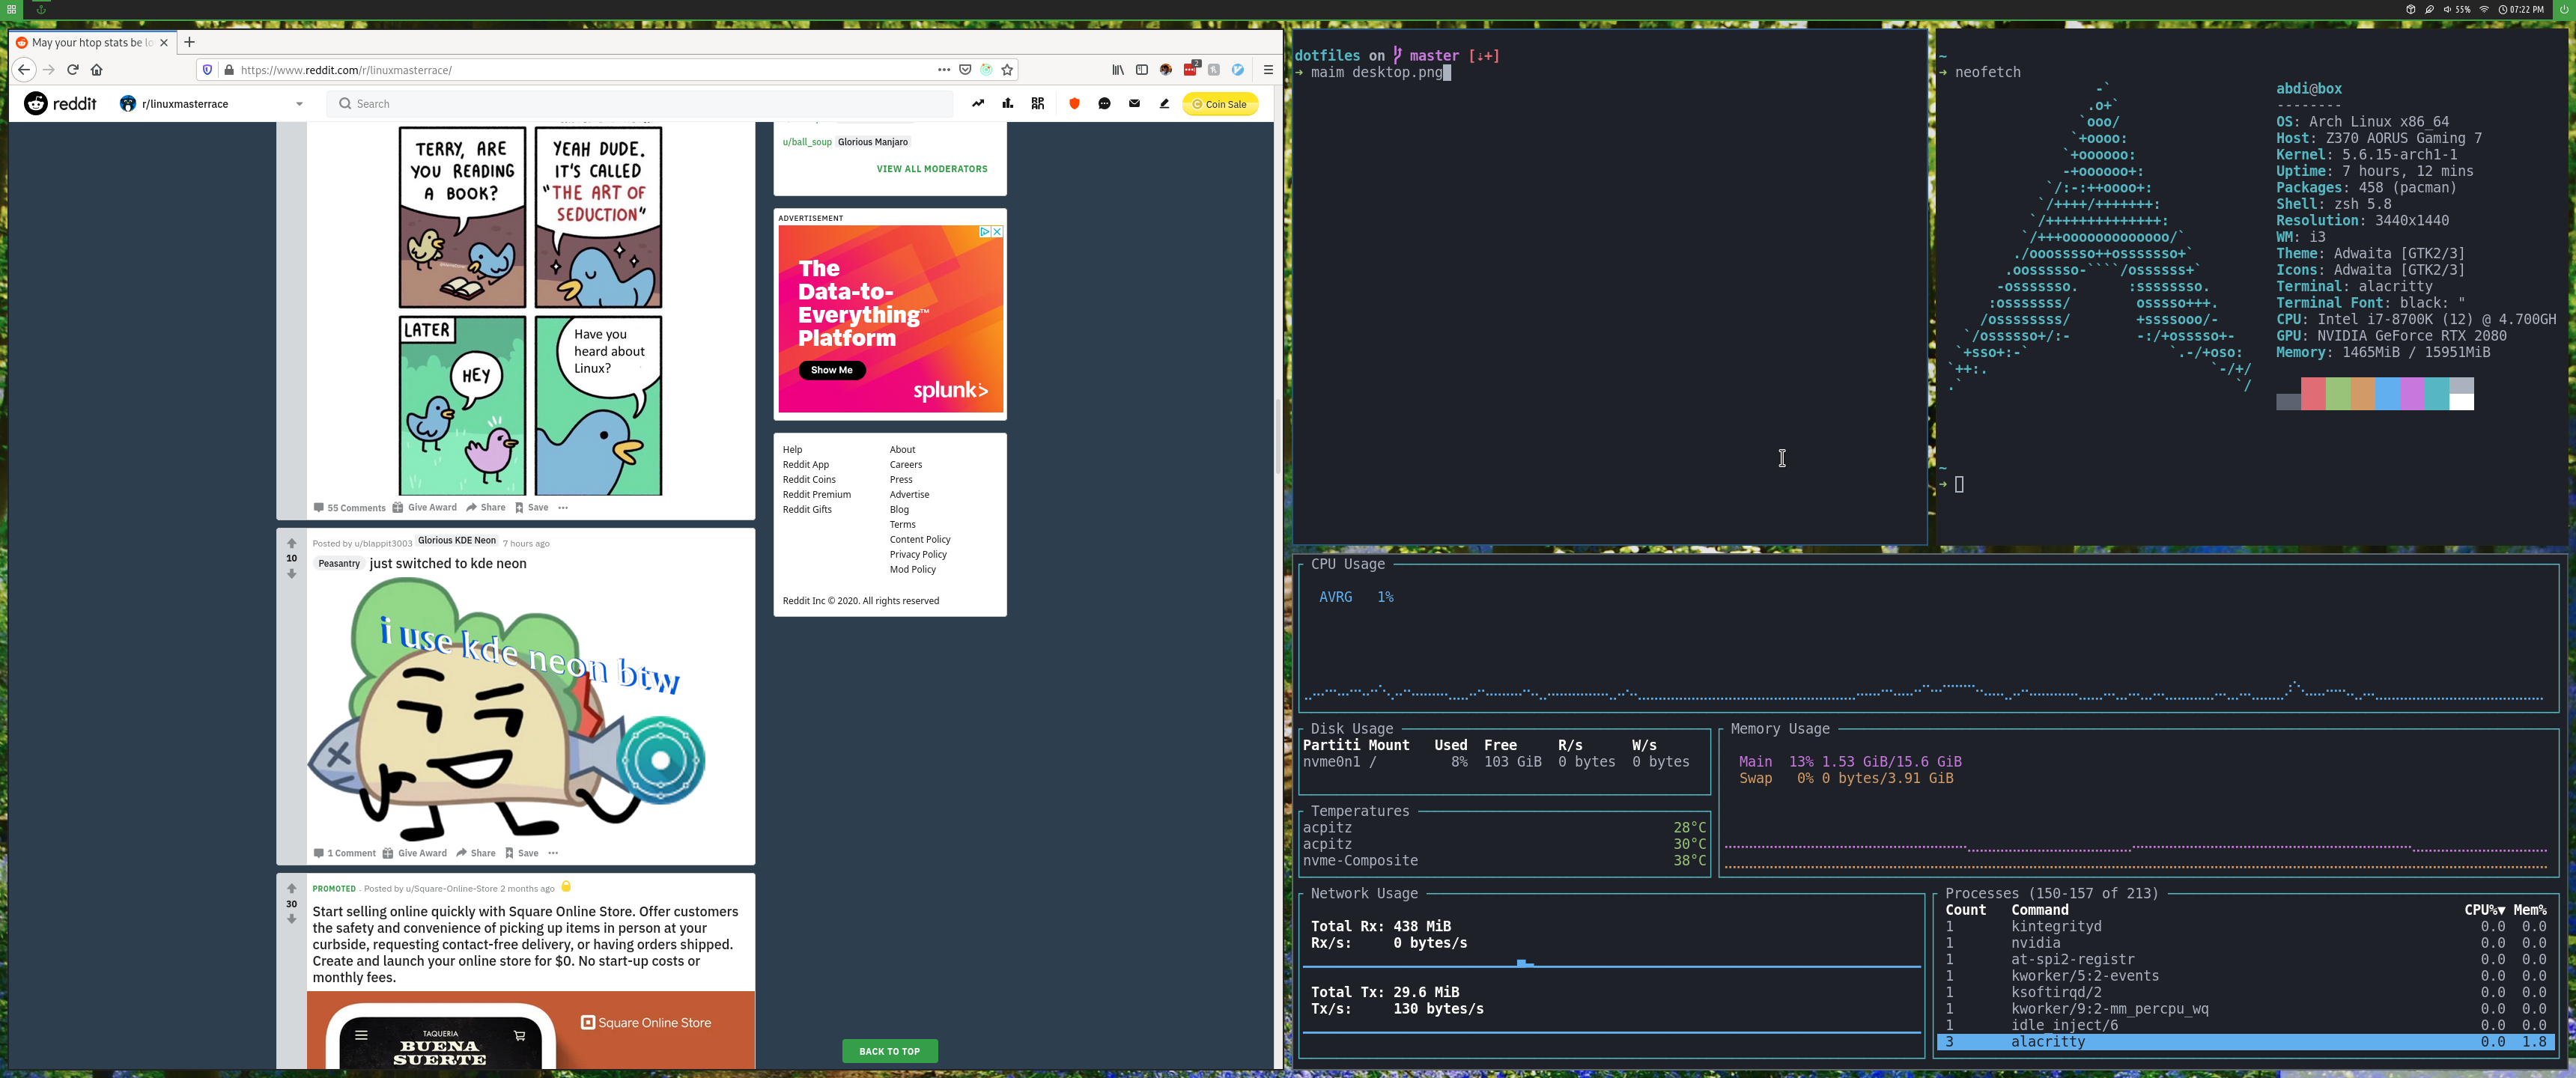 55%
07:22 PM
May your htop stats be lo
https://www.reddit.com/r/linuxmasterrace/
2
reddit
r/linuxmasterrace
Search
Coin Sale
TERRY, ARE
YOU READING
A BOOK?
YEAH DUDE.
IT'S CALLED
"THE ART OF
SEDUCTION"
LATER
HEY
Have you
heard about
Linux?
55 Comments
Give Award
Share
Save
10
Posted by u/blappit3003
Glorious KDE Neon
7 hours ago
Peasantry
just switched to kde neon
i use kde neon btw
1 Comment
Give Award
Share
Save
30
PROMOTED · Posted by u/Square-Online-Store 2 months ago
Start selling online quickly with Square Online Store. Offer customers
the safety and convenience of picking up items in person at your
curbside, requesting contact-free delivery, or having orders shipped.
Create and launch your online store for $0. No start-up costs or
monthly fees.
TAQUERIA
BUENA
SUERTE
Square Online Store
u/ball_soup
Glorious Manjaro
VIEW ALL MODERATORS
ADVERTISEMENT
The
Data-to-
Everything™
Platform
Show Me
splunk>
Help
About
Reddit App
Careers
Reddit Coins
Press
Reddit Premium
Advertise
Reddit Gifts
Blog
Terms
Content Policy
Privacy Policy
Mod Policy
Reddit Inc © 2020. All rights reserved
BACK TO TOP
dotfiles on master [↓+]
➜ maim desktop.png
~
➜ neofetch
abdi@box
--------
OS: Arch Linux x86_64
Host: Z370 AORUS Gaming 7
Kernel: 5.6.15-arch1-1
Uptime: 7 hours, 12 mins
Packages: 458 (pacman)
Shell: zsh 5.8
Resolution: 3440x1440
WM: i3
Theme: Adwaita [GTK2/3]
Icons: Adwaita [GTK2/3]
Terminal: alacritty
Terminal Font: black: "
CPU: Intel i7-8700K (12) @ 4.700GH
GPU: NVIDIA GeForce RTX 2080
Memory: 1465MiB / 15951MiB
~
➜
CPU Usage
AVRG 1%
Disk Usage
Partiti Mount Used Free R/s W/s
nvme0n1 / 8% 103 GiB 0 bytes 0 bytes
Memory Usage
Main 13% 1.53 GiB/15.6 GiB
Swap 0% 0 bytes/3.91 GiB
Temperatures
acpitz 28°C
acpitz 30°C
nvme-Composite 38°C
Network Usage
Total Rx: 438 MiB
Rx/s: 0 bytes/s
Total Tx: 29.6 MiB
Tx/s: 130 bytes/s
Processes (150-157 of 213)
Count Command CPU%▼ Mem%
1 kintegrityd 0.0 0.0
1 nvidia 0.0 0.0
1 at-spi2-registr 0.0 0.0
1 kworker/5:2-events 0.0 0.0
1 ksoftirqd/2 0.0 0.0
1 kworker/9:2-mm_percpu_wq 0.0 0.0
1 idle_inject/6 0.0 0.0
3 alacritty 0.0 1.8